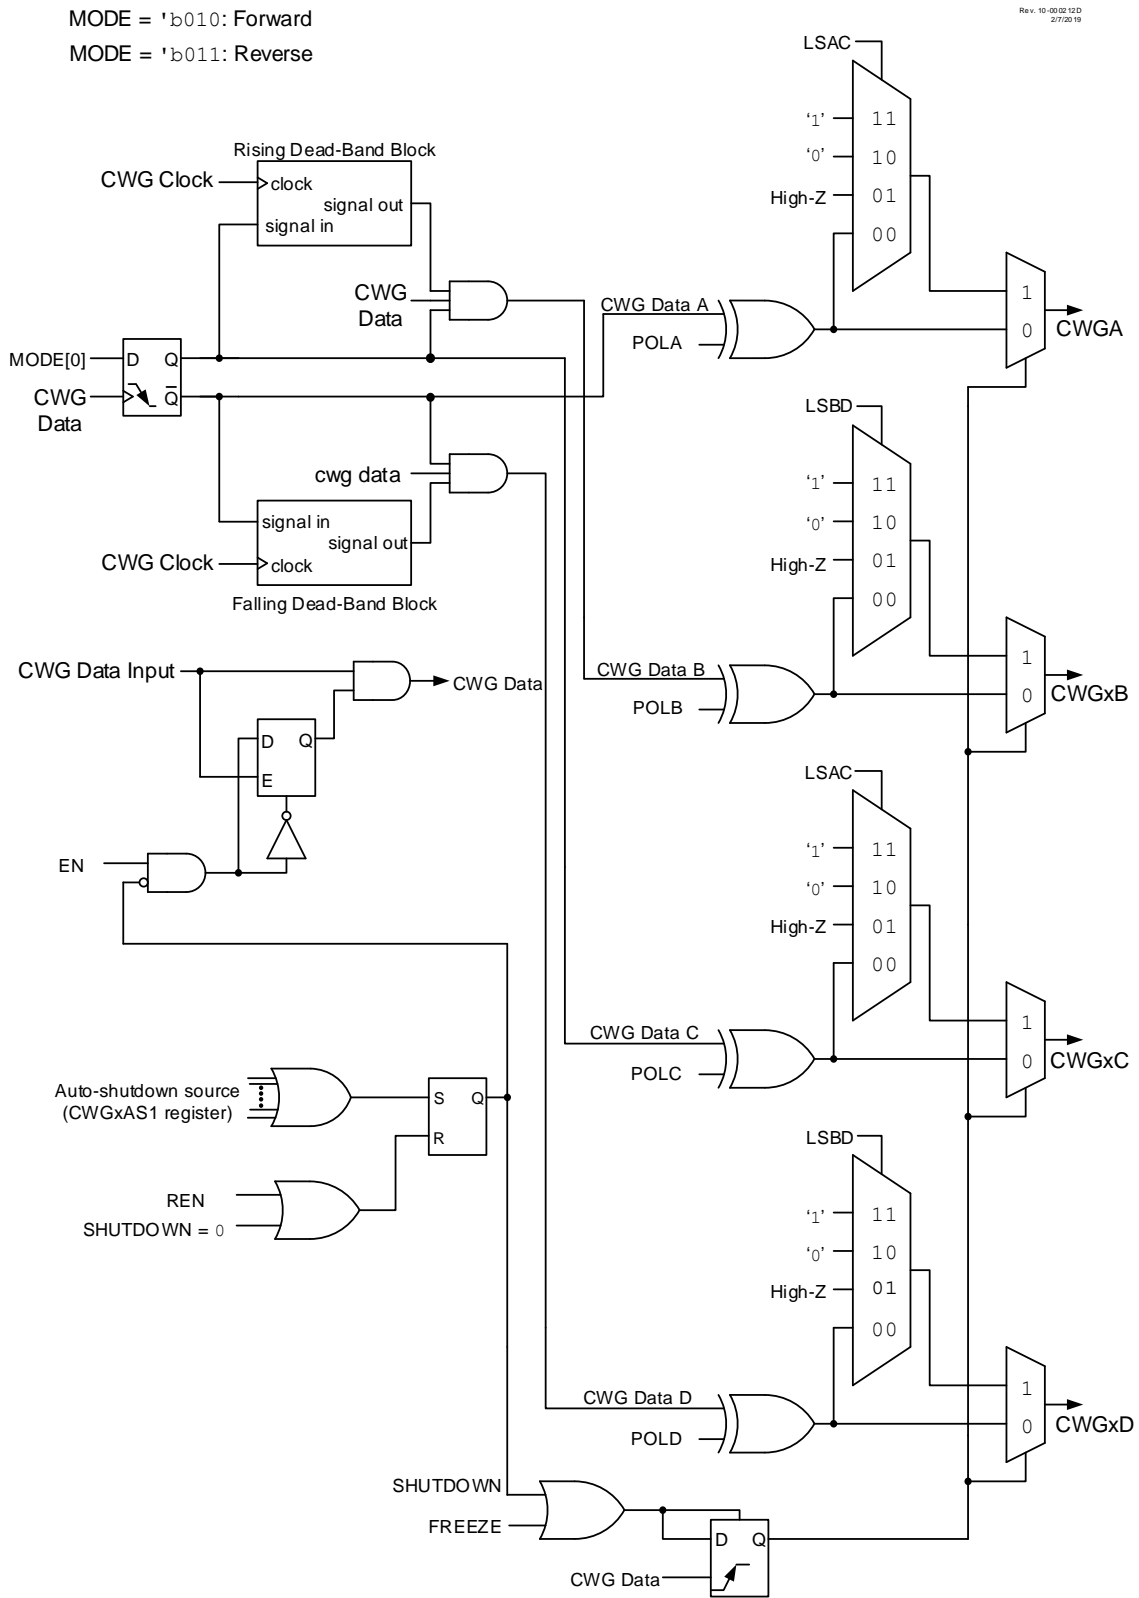 MODE = 'b010: Forward
MODE = 'b011: Reverse
Rev. 10-000212D
2/7/2019
LSAC
'1'
11
'0'
10
High-Z
01
00
Rising Dead-Band Block
CWG Clock
clock
signal out
signal in
CWG
Data
CWG Data A
POLA
1
0
CWGA
MODE[0]
D
Q
CWG
Data
Q
cwg data
signal in
signal out
CWG Clock
clock
Falling Dead-Band Block
LSBD
'1'
11
'0'
10
High-Z
01
00
CWG Data Input
CWG Data
D
Q
E
EN
CWG Data B
POLB
1
0
CWGxB
LSAC
'1'
11
'0'
10
High-Z
01
00
CWG Data C
POLC
1
0
CWGxC
Auto-shutdown source
(CWGxAS1 register)
S
Q
R
REN
SHUTDOWN = 0
LSBD
'1'
11
'0'
10
High-Z
01
00
CWG Data D
POLD
1
0
CWGxD
SHUTDOWN
FREEZE
D
Q
CWG Data